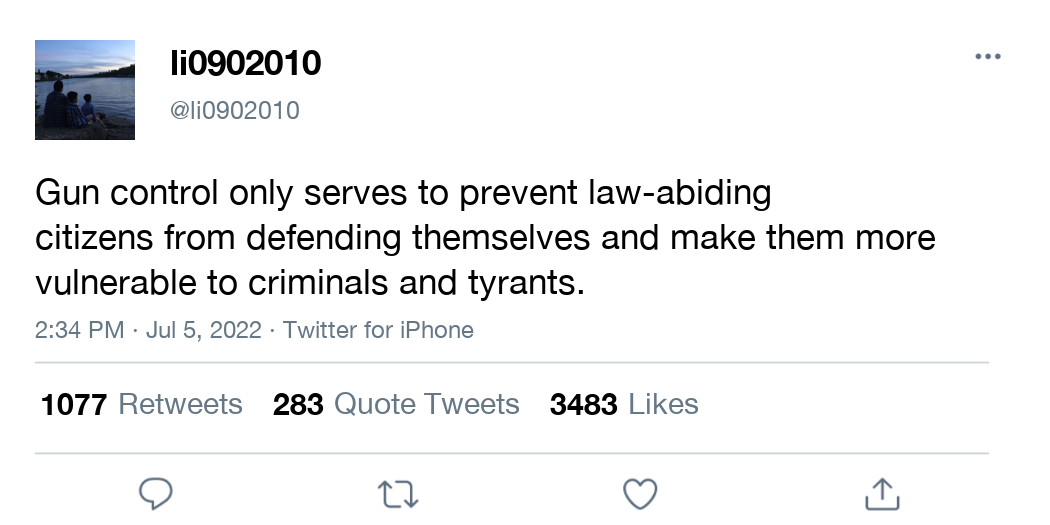 li0902010
@li0902010
Gun control only serves to prevent law-abiding
citizens from defending themselves and make them more
vulnerable to criminals and tyrants.
2:34 PM · Jul 5, 2022 · Twitter for iPhone
1077 Retweets 283 Quote Tweets 3483 Likes